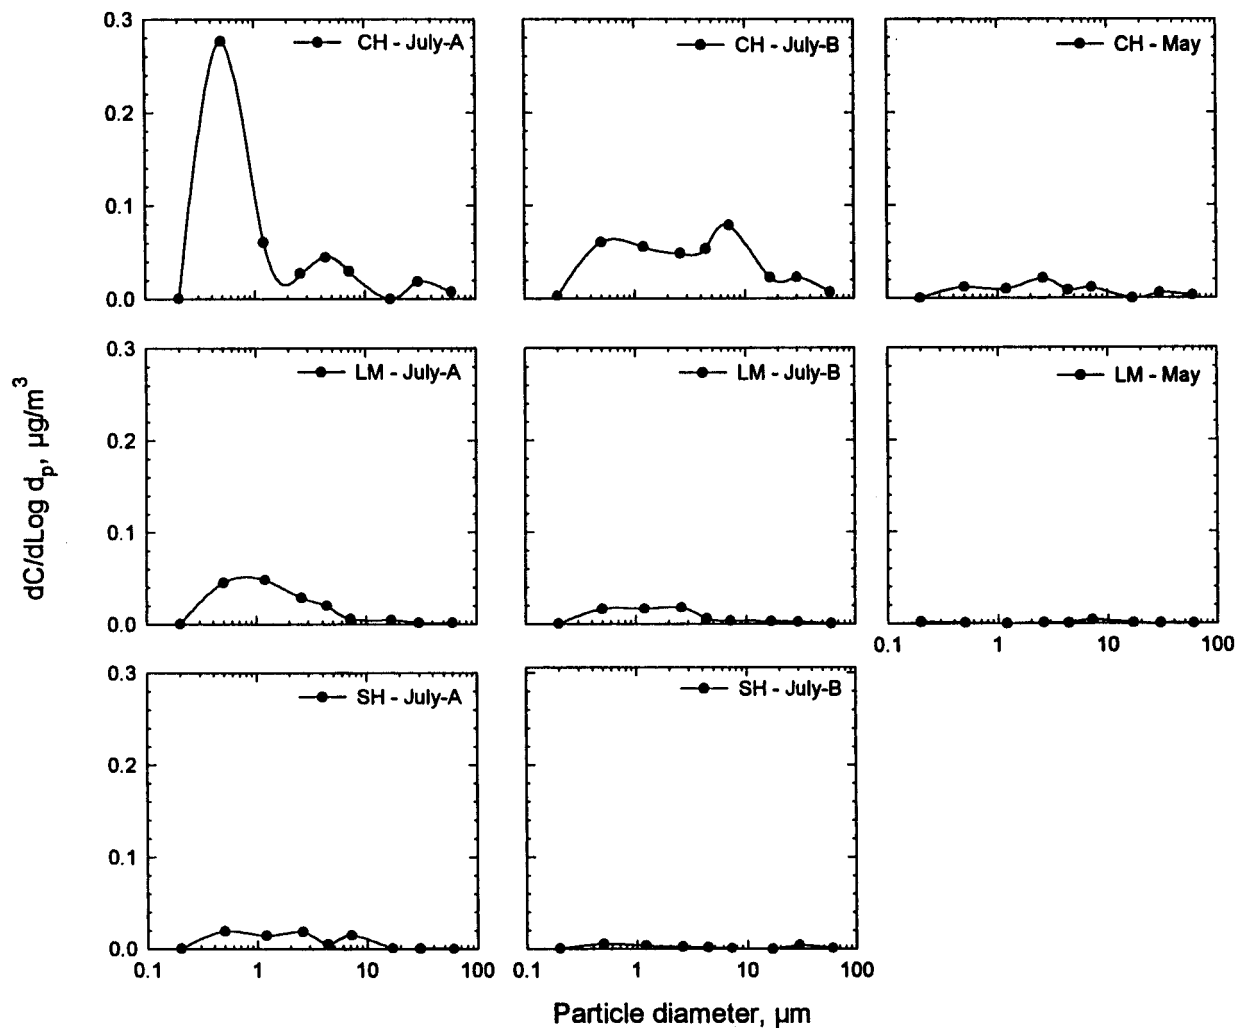 0.3
0.2
0.1
0.0
CH - July-A
CH - July-B
CH - May
0.3
0.2
0.1
0.0
LM - July-A
LM - July-B
LM - May
0.1 1 10 100
0.3
0.2
0.1
0.0
SH - July-A
SH - July-B
0.1 1 10 100
0.1 1 10 100
dC/dLog dp, µg/m³
Particle diameter, µm